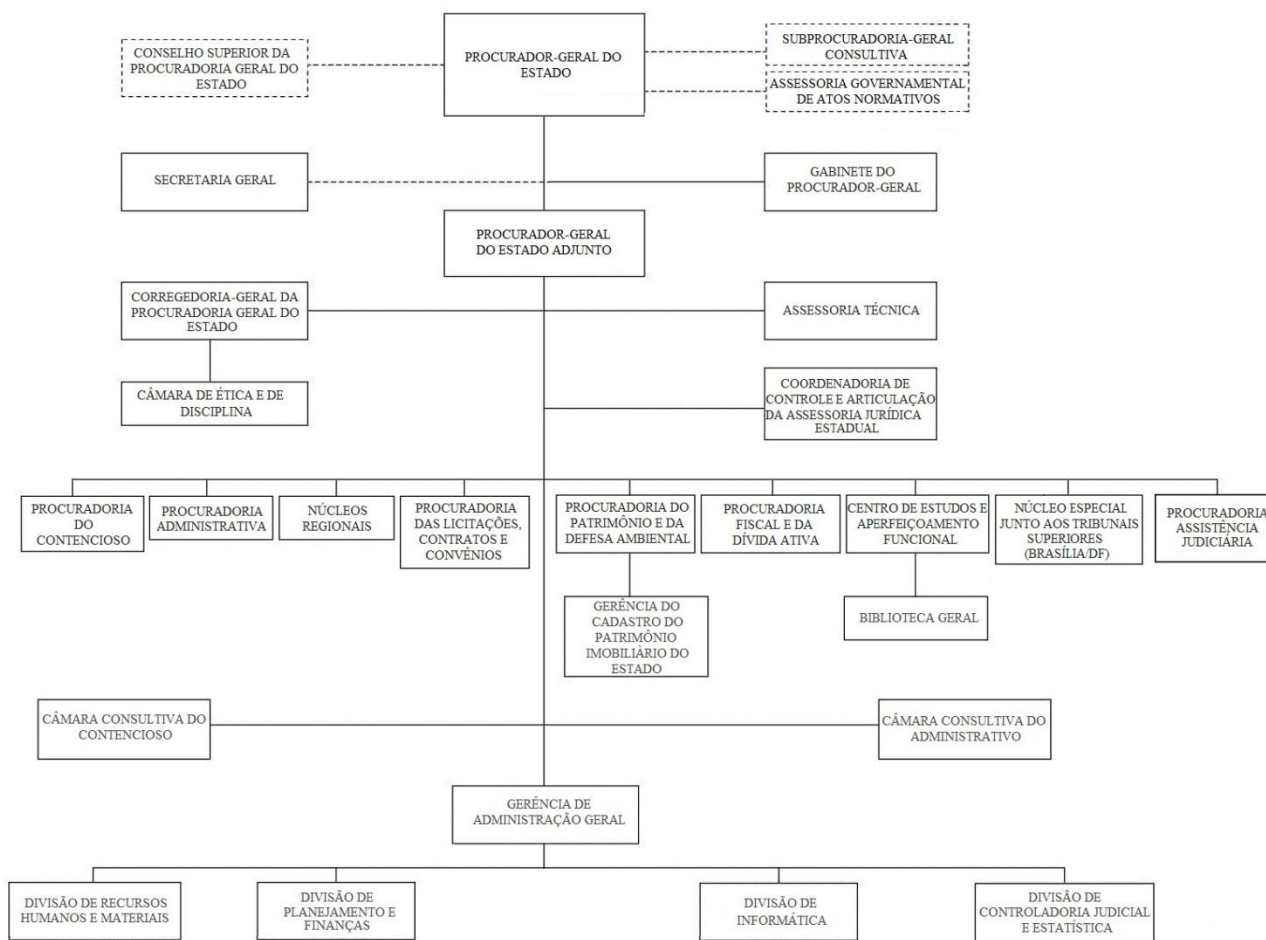 CONSELHO SUPERIOR DA
PROCURADORIA GERAL DO
ESTADO
PROCURADOR-GERAL DO
ESTADO
SUBPROCURADORIA-GERAL
CONSULTIVA
ASSESSORIA GOVERNAMENTAL
DE ATOS NORMATIVOS
SECRETARIA GERAL
GABINETE DO
PROCURADOR-GERAL
PROCURADOR-GERAL
DO ESTADO ADJUNTO
CORREGEDORIA-GERAL DA
PROCURADORIA GERAL DO
ESTADO
ASSESSORIA TÉCNICA
CÂMARA DE ÉTICA E DE
DISCIPLINA
COORDENADORIA DE
CONTROLE E ARTICULAÇÃO
DA ASSESSORIA JURÍDICA
ESTADUAL
PROCURADORIA
DO
CONTENCIOSO
PROCURADORIA
ADMINISTRATIVA
NÚCLEOS
REGIONAIS
PROCURADORIA
DAS LICITAÇÕES,
CONTRATOS E
CONVÊNIOS
PROCURADORIA DO
PATRIMÔNIO E DA
DEFESA AMBIENTAL
PROCURADORIA
FISCAL E DA
DÍVIDA ATIVA
CENTRO DE ESTUDOS E
APERFEIÇOAMENTO
FUNCIONAL
NÚCLEO ESPECIAL
JUNTO AOS TRIBUNAIS
SUPERIORES
(BRASÍLIA/DF)
PROCURADORIA
ASSISTÊNCIA
JUDICIÁRIA
GERÊNCIA DO
CADASTRO DO
PATRIMÔNIO
IMOBILIÁRIO DO
ESTADO
BIBLIOTECA GERAL
CÂMARA CONSULTIVA DO
CONTENCIOSO
CÂMARA CONSULTIVA DO
ADMINISTRATIVO
GERÊNCIA DE
ADMINISTRAÇÃO GERAL
DIVISÃO DE RECURSOS
HUMANOS E MATERIAIS
DIVISÃO DE
PLANEJAMENTO E
FINANÇAS
DIVISÃO DE
INFORMÁTICA
DIVISÃO DE
CONTROLADORIA JUDICIAL
E ESTATÍSTICA